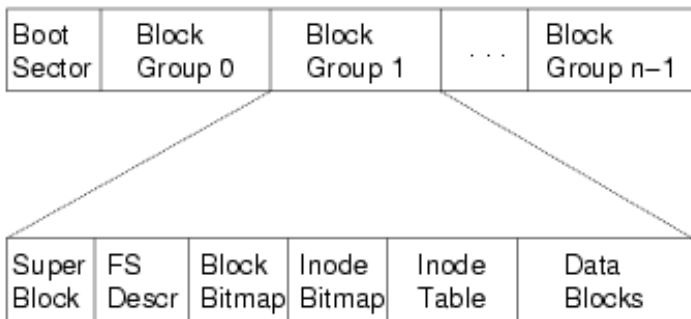 Boot Block Block . . . Block
Sector Group 0 Group 1 Group n-1
Super FS Block Inode Inode Data
Block Descr Bitmap Bitmap Table Blocks